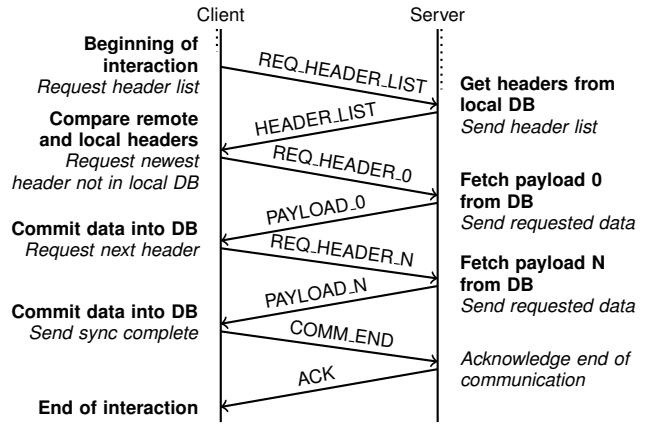 Client
Server
Beginning of
interaction
Request header list
REQ_HEADER_LIST
Get headers from
local DB
Send header list
HEADER_LIST
Compare remote
and local headers
Request newest
header not in local DB
REQ_HEADER_0
Fetch payload 0
from DB
Send requested data
PAYLOAD_0
Commit data into DB
Request next header
REQ_HEADER_N
Fetch payload N
from DB
Send requested data
PAYLOAD_N
Commit data into DB
Send sync complete
COMM_END
Acknowledge end of
communication
ACK
End of interaction